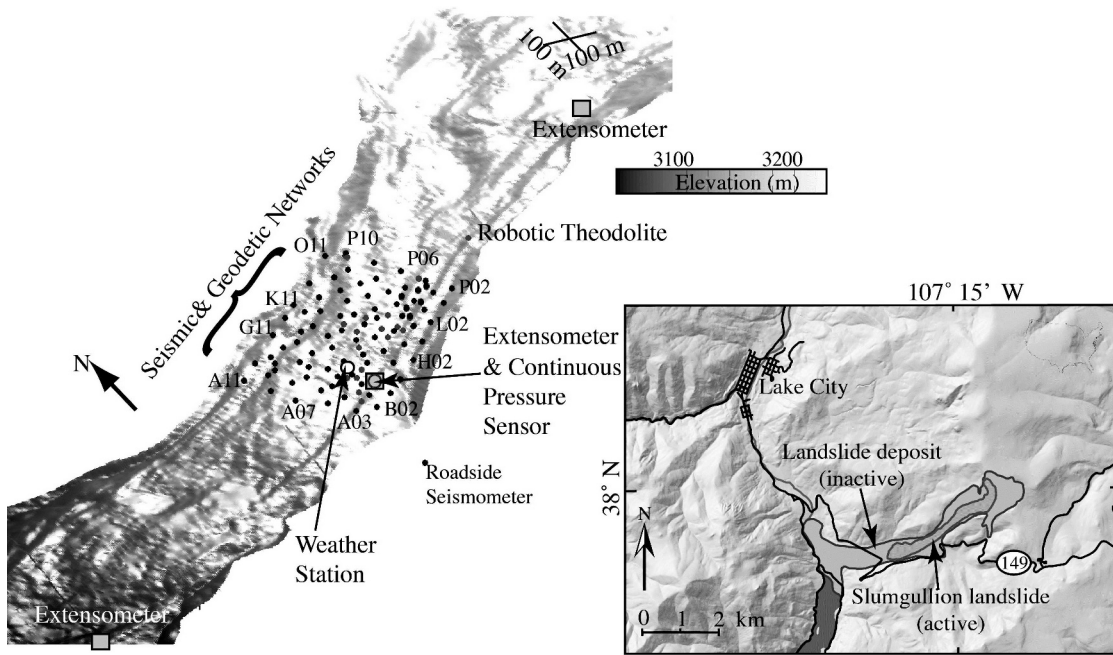 100 m
100 m
Extensometer
3100 3200
Elevation (m)
Seismic& Geodetic Networks
Robotic Theodolite
O11
P10
P06
P02
K11
L02
G11
H02
A11
B02
A07
A03
Extensometer
& Continuous
Pressure
Sensor
N
Roadside
Seismometer
Weather
Station
Extensometer
107° 15' W
38° N
Lake City
Landslide deposit
(inactive)
N
149
Slumgullion landslide
(active)
0 1 2 km